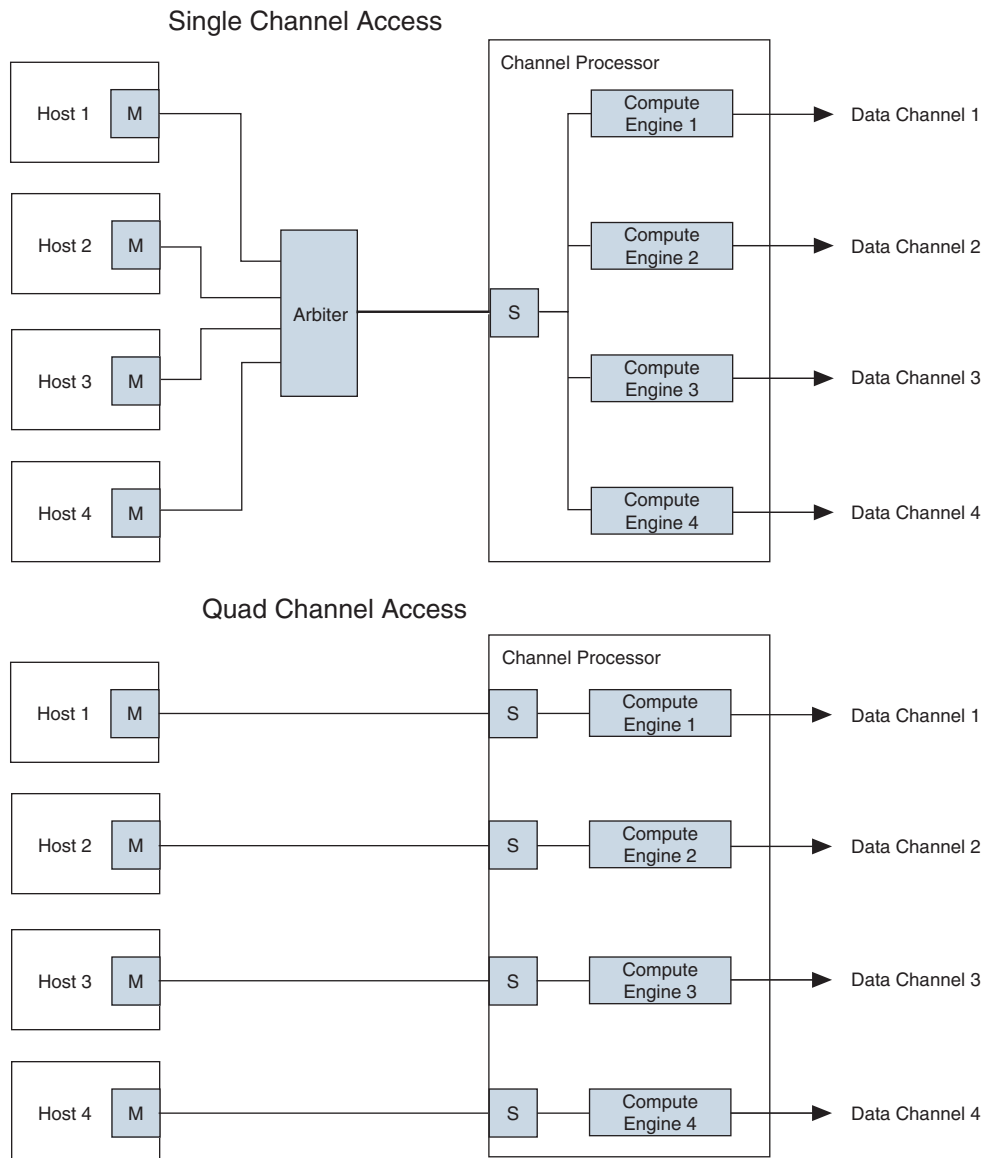 Single Channel Access
Channel Processor
Host 1
M
Compute
Engine 1
Data Channel 1
Host 2
M
Compute
Engine 2
Data Channel 2
Arbiter
S
Host 3
M
Compute
Engine 3
Data Channel 3
Host 4
M
Compute
Engine 4
Data Channel 4
Quad Channel Access
Channel Processor
Host 1
M
S
Compute
Engine 1
Data Channel 1
Host 2
M
S
Compute
Engine 2
Data Channel 2
Host 3
M
S
Compute
Engine 3
Data Channel 3
Host 4
M
S
Compute
Engine 4
Data Channel 4